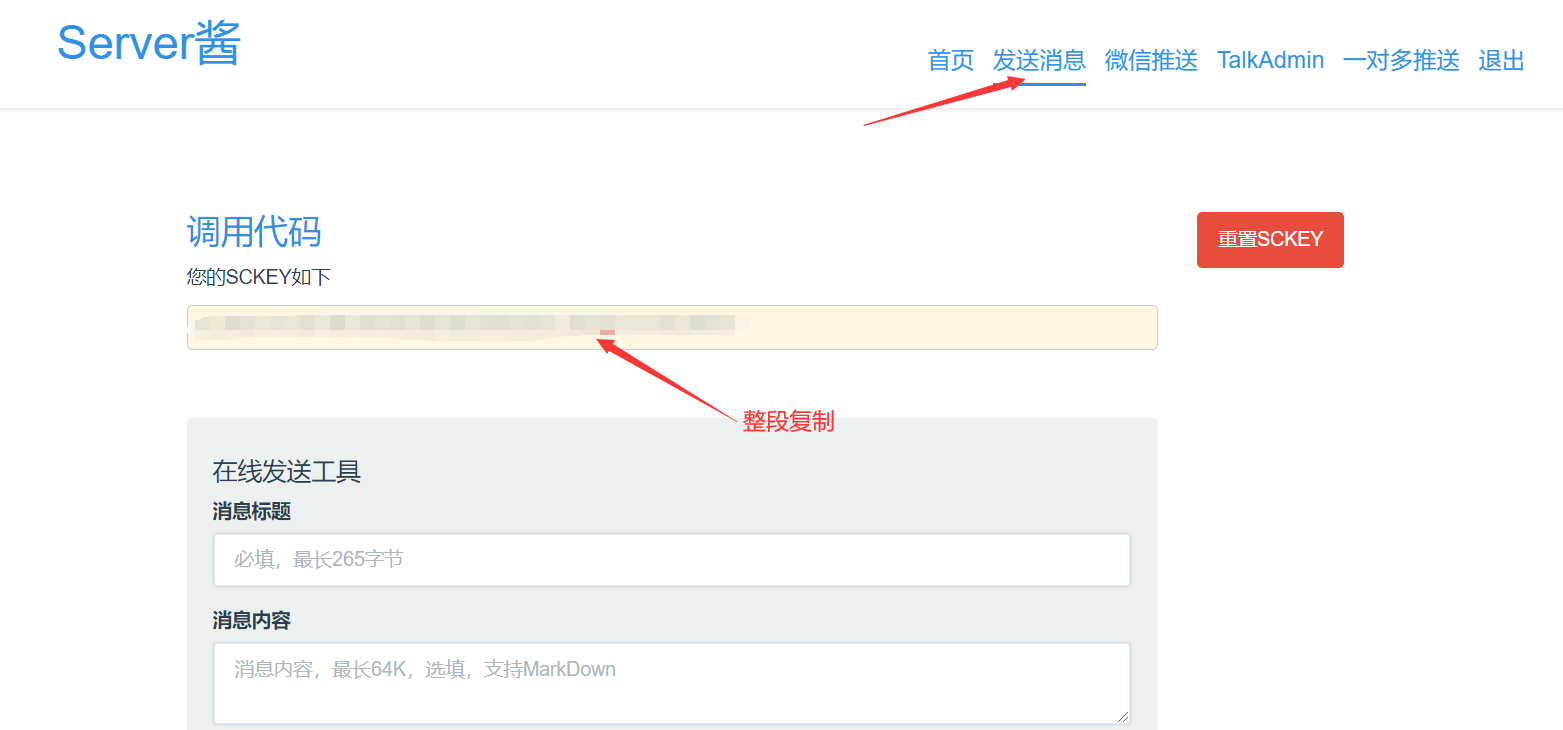 Server酱
首页 发送消息 微信推送 TalkAdmin 一对多推送 退出
调用代码
重置SCKEY
您的SCKEY如下
整段复制
在线发送工具
消息标题
必填，最长265字节
消息内容
消息内容，最长64K，选填，支持MarkDown